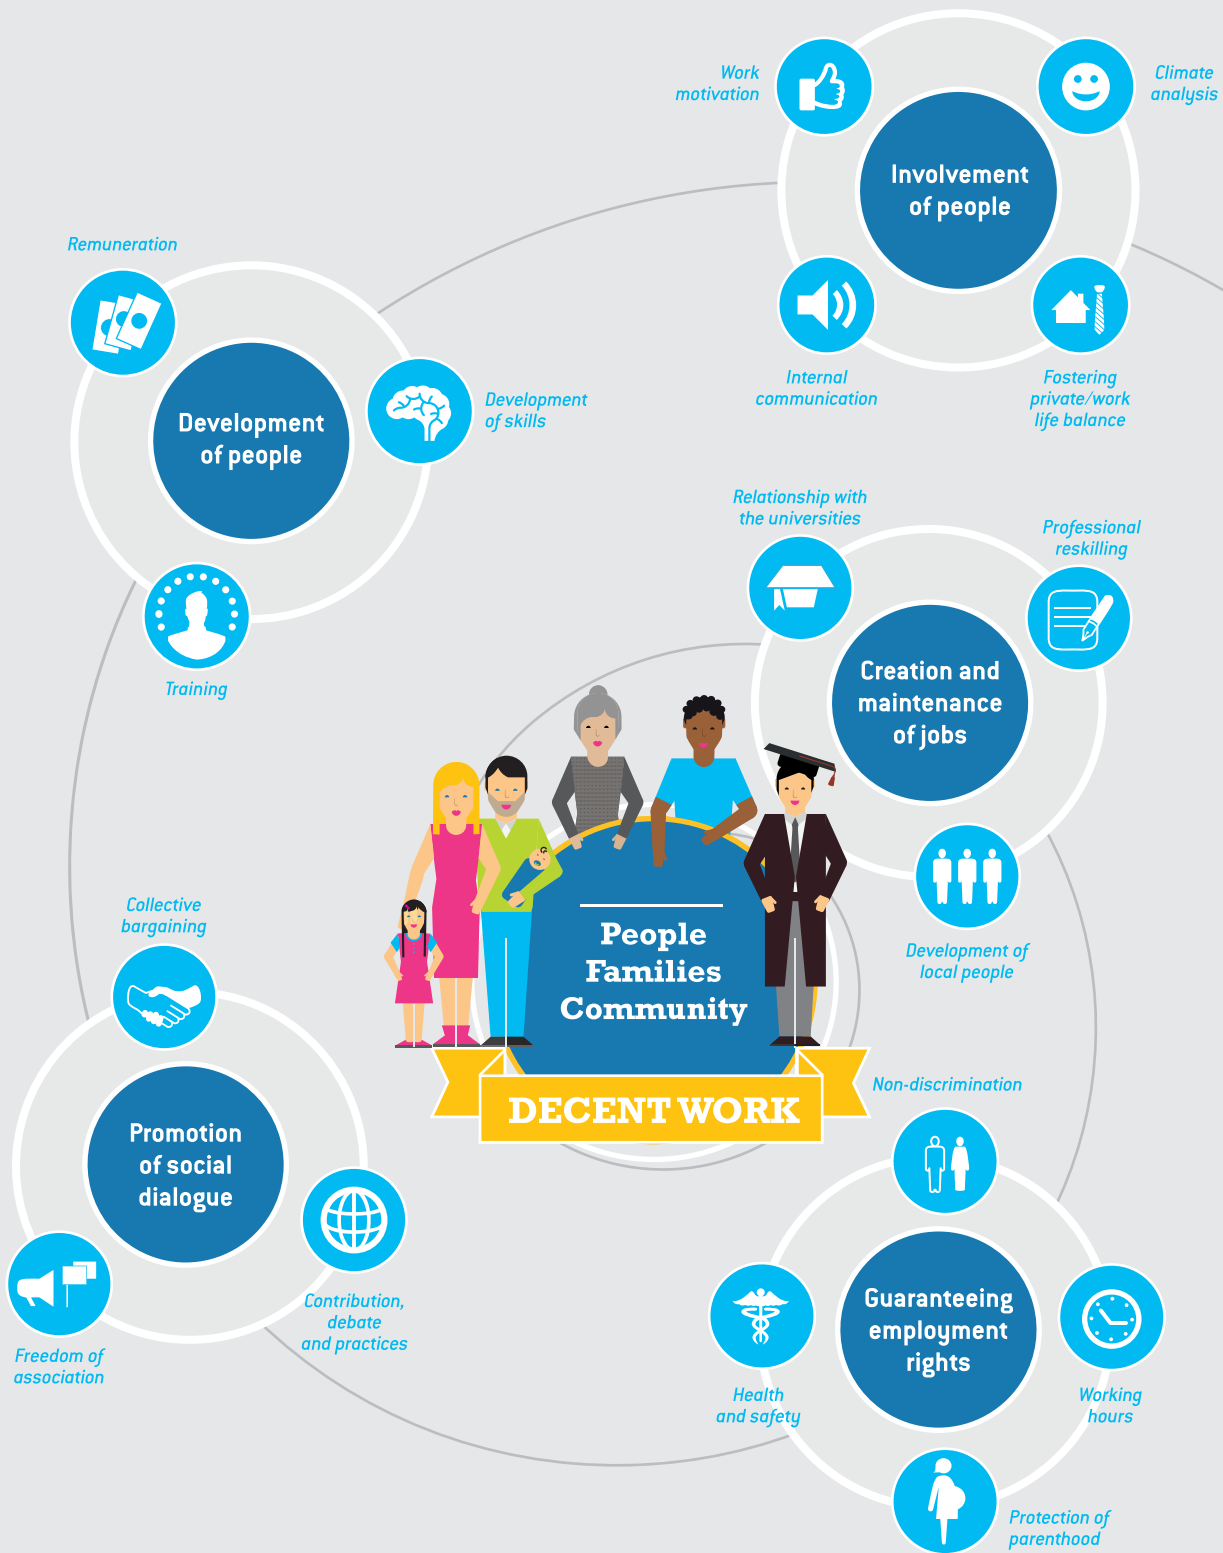 Work
motivation
Climate
analysis
Involvement
of people
Internal
communication
Fostering
private/work
life balance
Remuneration
Development
of people
Development
of skills
Training
Relationship with
the universities
Professional
reskilling
Creation and
maintenance
of jobs
Development of
local people
People
Families
Community
DECENT WORK
Collective
bargaining
Promotion
of social
dialogue
Freedom of
association
Contribution,
debate
and practices
Non-discrimination
Guaranteeing
employment
rights
Health
and safety
Working
hours
Protection of
parenthood